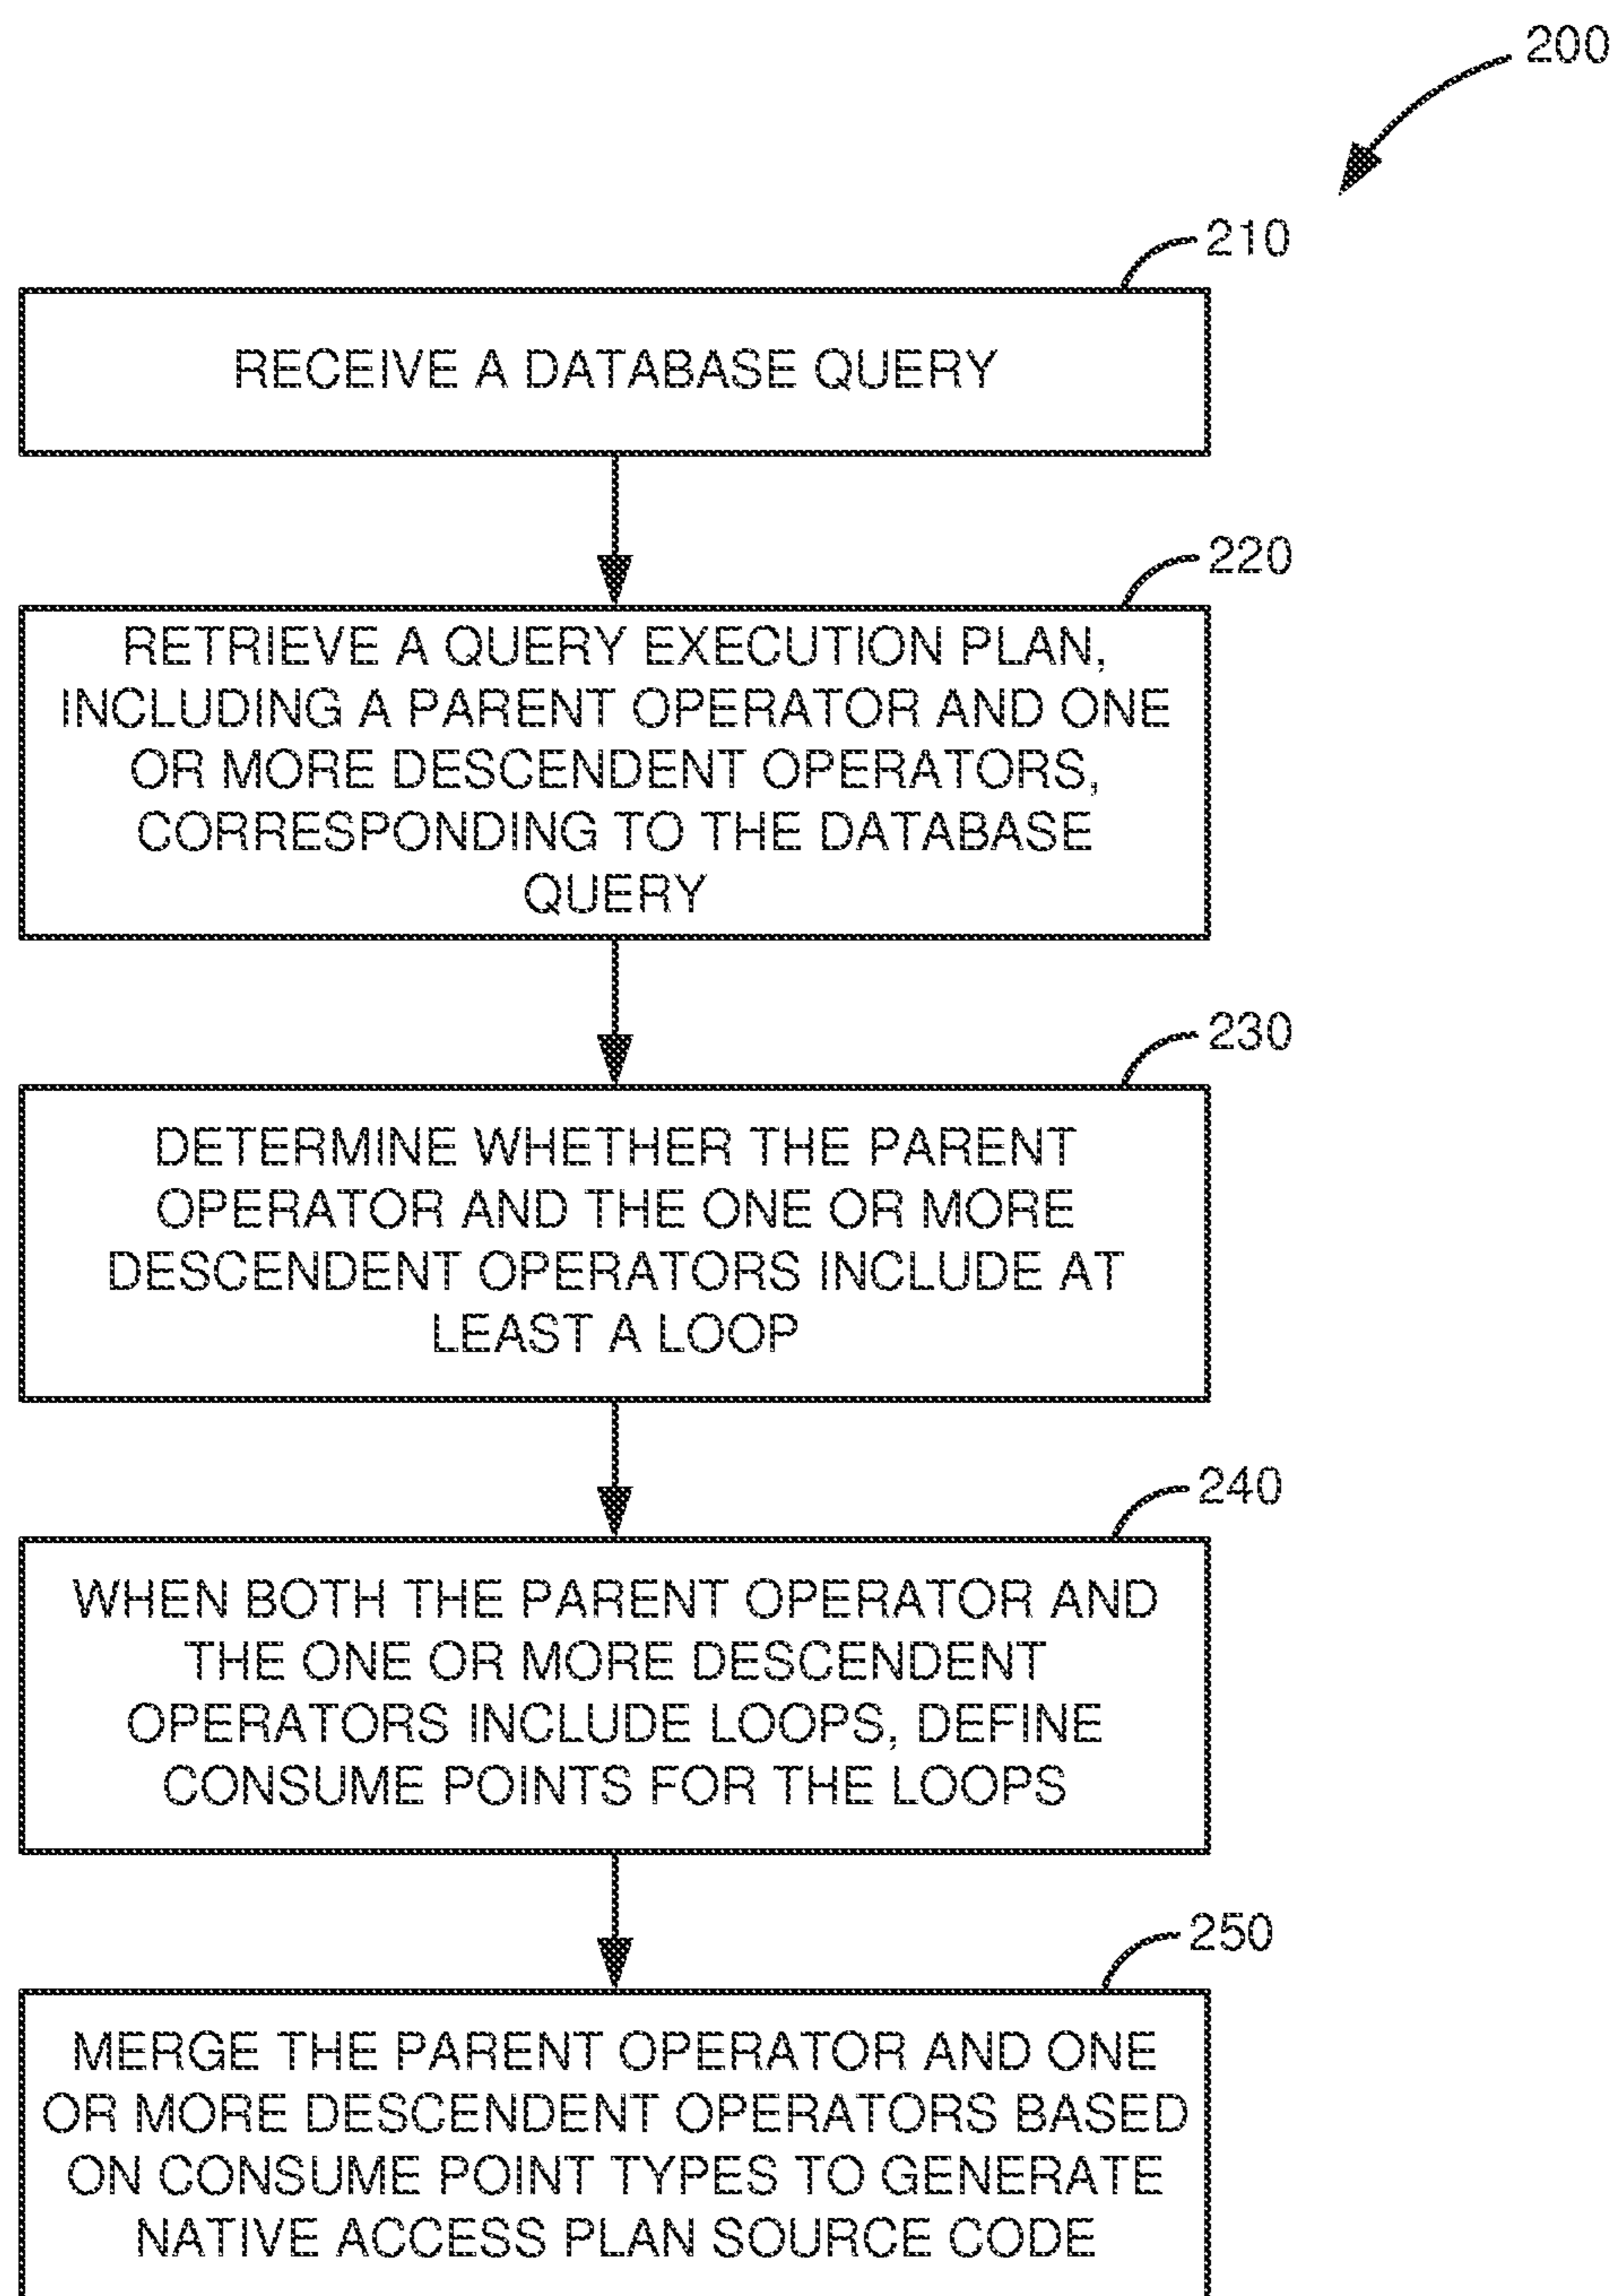 200
210
RECEIVE A DATABASE QUERY
220
RETRIEVE A QUERY EXECUTION PLAN,
INCLUDING A PARENT OPERATOR AND ONE
OR MORE DESCENDENT OPERATORS,
CORRESPONDING TO THE DATABASE
QUERY
230
DETERMINE WHETHER THE PARENT
OPERATOR AND THE ONE OR MORE
DESCENDENT OPERATORS INCLUDE AT
LEAST A LOOP
240
WHEN BOTH THE PARENT OPERATOR AND
THE ONE OR MORE DESCENDENT
OPERATORS INCLUDE LOOPS, DEFINE
CONSUME POINTS FOR THE LOOPS
250
MERGE THE PARENT OPERATOR AND ONE
OR MORE DESCENDENT OPERATORS BASED
ON CONSUME POINT TYPES TO GENERATE
NATIVE ACCESS PLAN SOURCE CODE